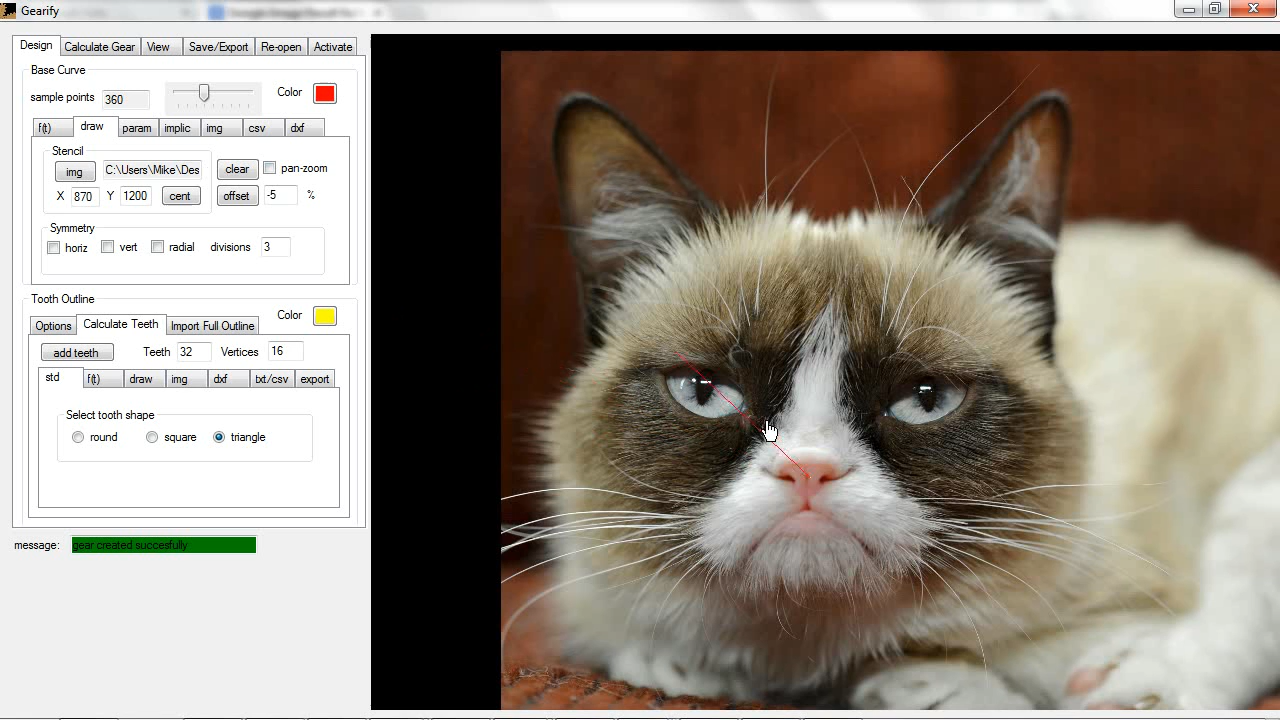 Gearify
Design Calculate Gear View Save/Export Re-open Activate
Base Curve
sample points 360 Color
f(t) draw param implic img csv dxf
Stencil
img C:\Users\Mike\Des clear pan-zoom
X 870 Y 1200 cent offset -5 %
Symmetry
horiz vert radial divisions 3
Tooth Outline
Color
Options Calculate Teeth Import Full Outline
add teeth Teeth 32 Vertices 16
std f(t) draw img dxf txt/csv export
Select tooth shape
round square triangle
message: gear created succesfully